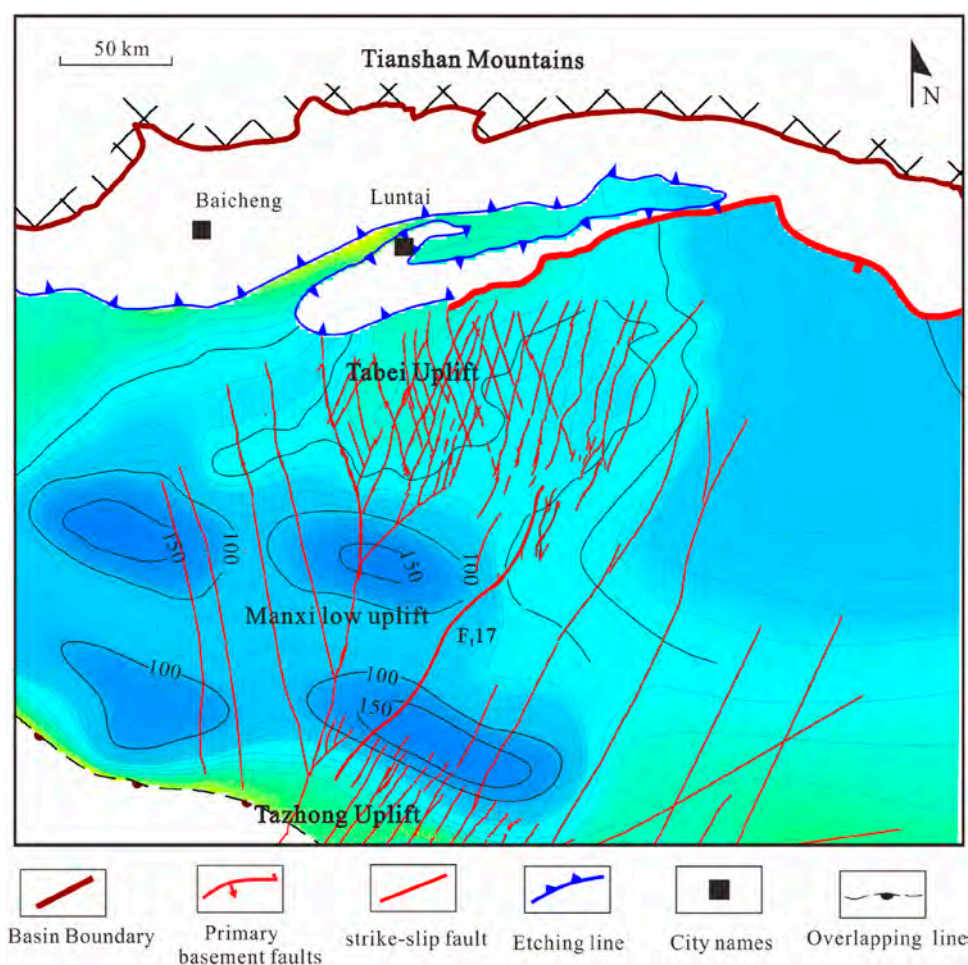 50 km
Tianshan Mountains
N
Baicheng
Luntai
Tabei Uplift
150
100
150
100
Manxi low uplift
F₁17
100
100
150
Tazhong Uplift
Basin Boundary
Primary
basement faults
strike-slip fault
Etching line
City names
Overlapping line